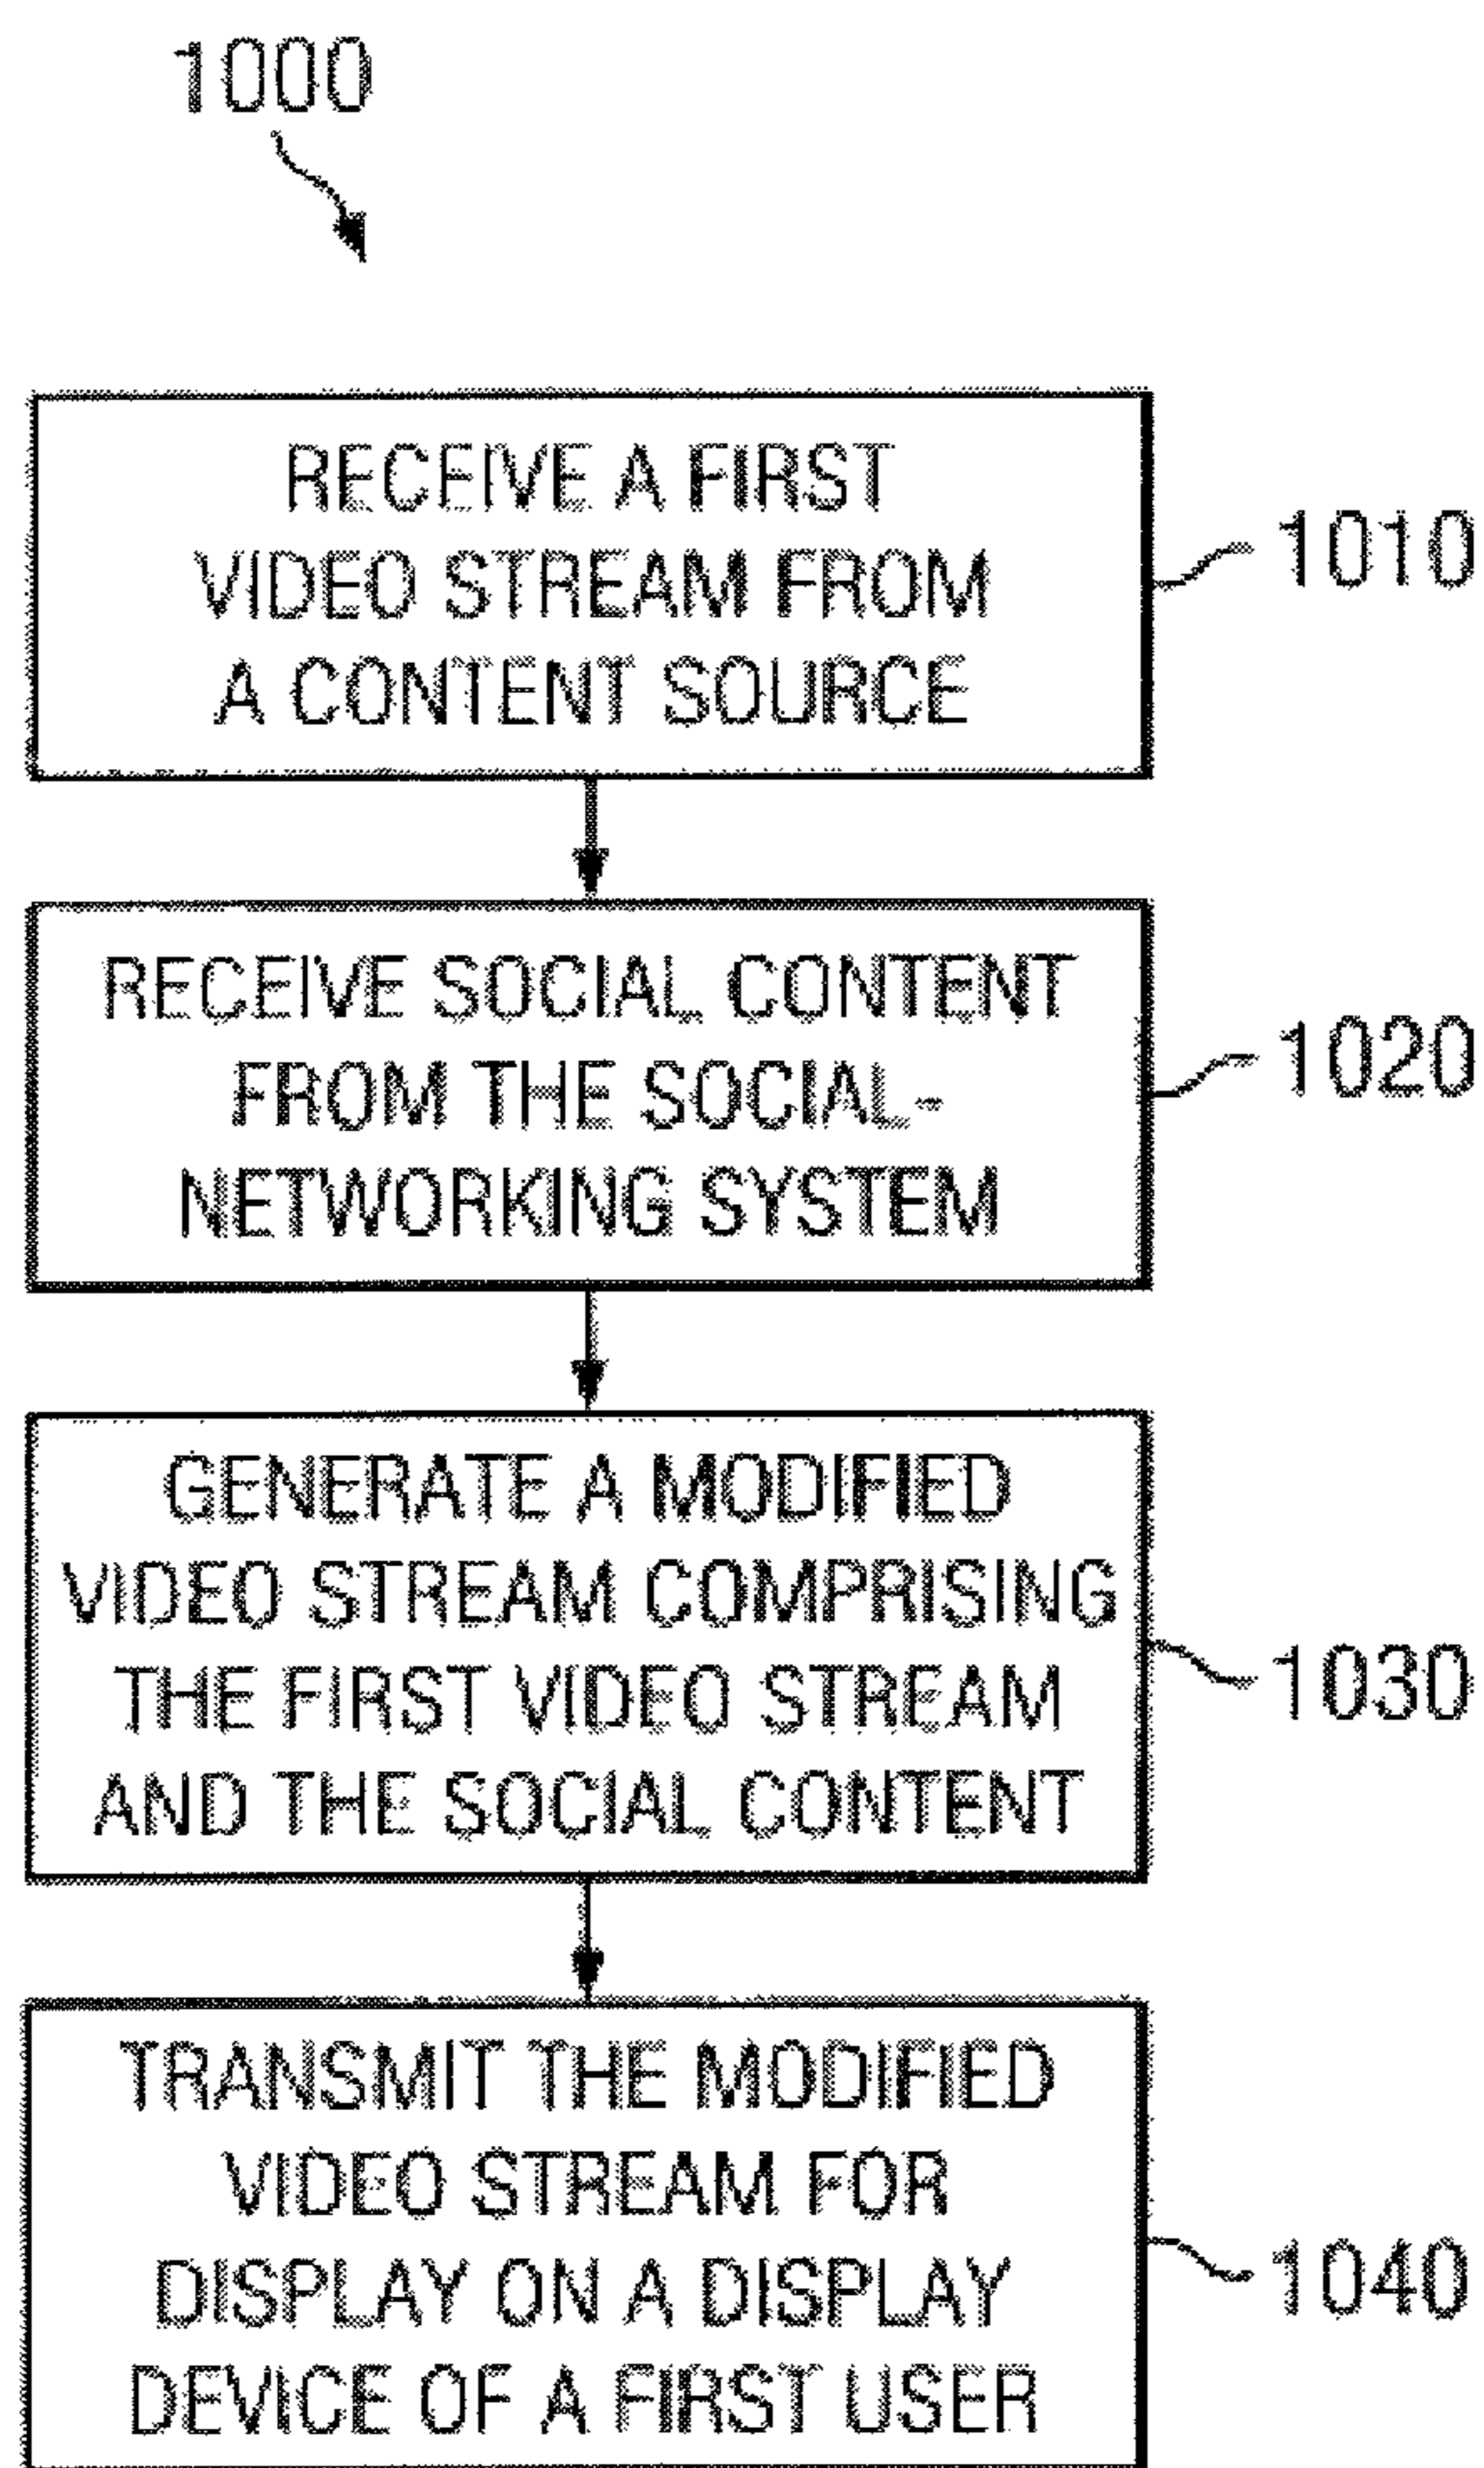 1000
RECEIVE A FIRST
VIDEO STREAM FROM
A CONTENT SOURCE
1010
RECEIVE SOCIAL CONTENT
FROM THE SOCIAL-
NETWORKING SYSTEM
1020
GENERATE A MODIFIED
VIDEO STREAM COMPRISING
THE FIRST VIDEO STREAM
AND THE SOCIAL CONTENT
1030
TRANSMIT THE MODIFIED
VIDEO STREAM FOR
DISPLAY ON A DISPLAY
DEVICE OF A FIRST USER
1040